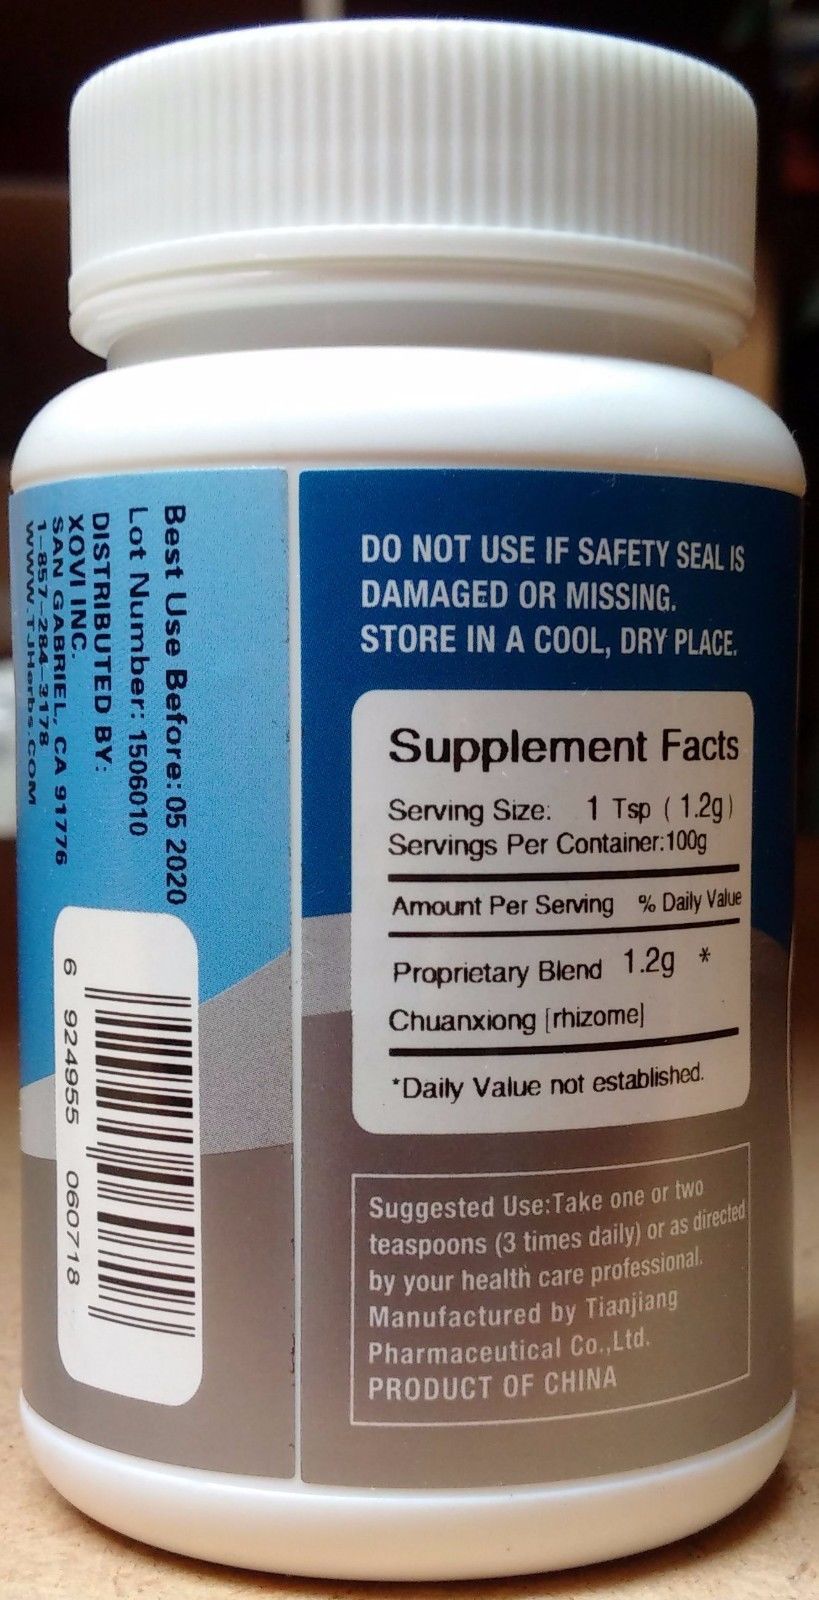 Best Use Before: 05 2020
Lot Number: 1506010
DISTRIBUTED BY:
XOVI INC.
SAN GABRIEL, CA 91776
1-857-284-3178
WWW.TJHerbs.COM
6 924955 060718
DO NOT USE IF SAFETY SEAL IS
DAMAGED OR MISSING.
STORE IN A COOL, DRY PLACE.
Supplement Facts
Serving Size: 1 Tsp ( 1.2g )
Servings Per Container:100g
Amount Per Serving % Daily Value
Proprietary Blend 1.2g *
Chuanxiong [rhizome]
*Daily Value not established.
Suggested Use:Take one or two
teaspoons (3 times daily) or as directed
by your health care professional.
Manufactured by Tianjiang
Pharmaceutical Co.,Ltd.
PRODUCT OF CHINA